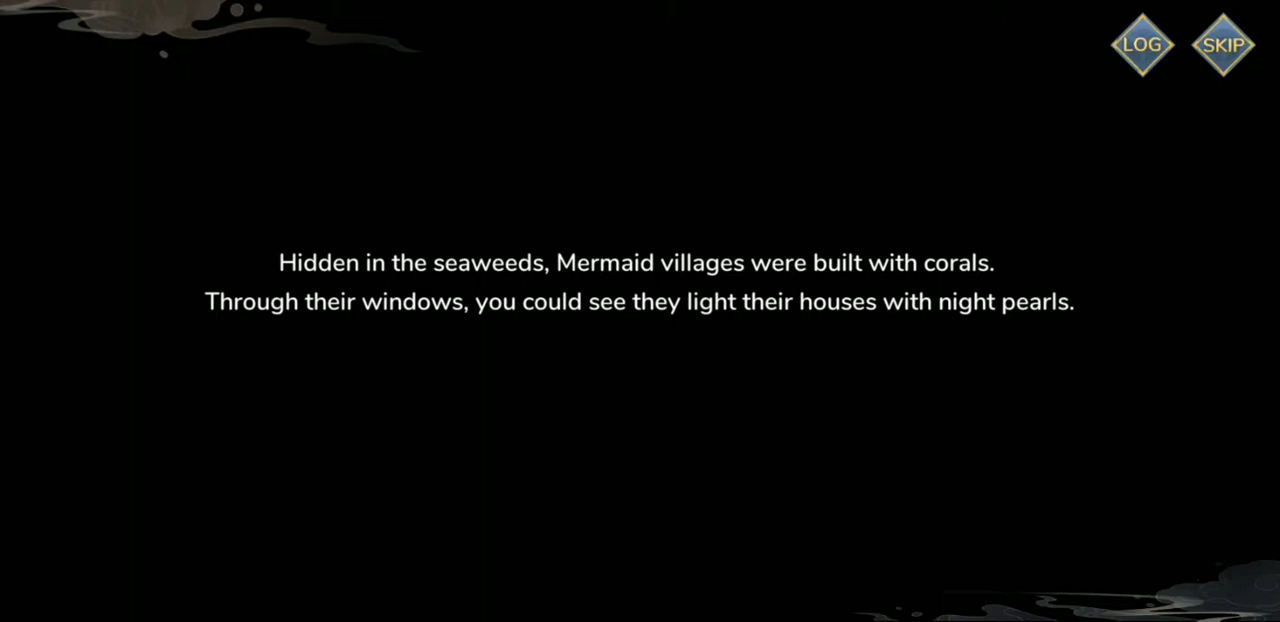 LOG SKIP
Hidden in the seaweeds, Mermaid villages were built with corals.
Through their windows, you could see they light their houses with night pearls.